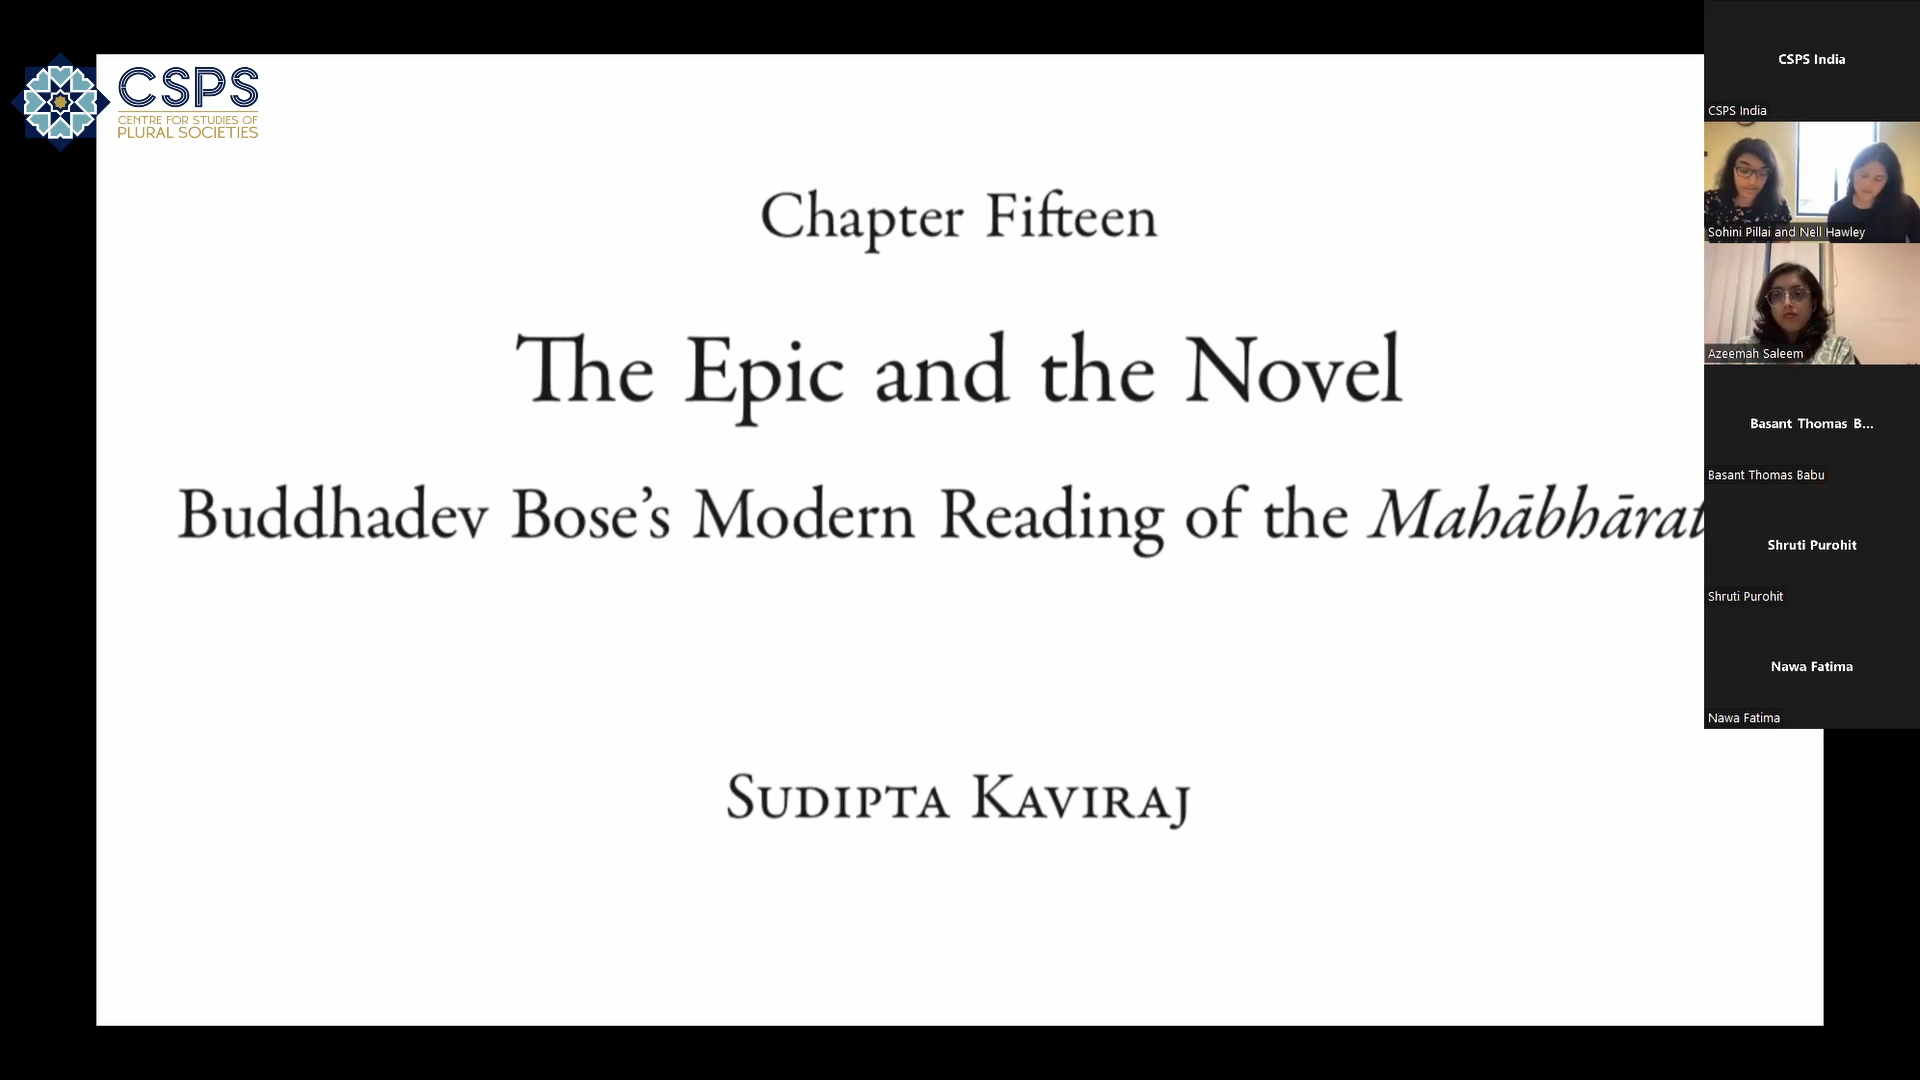 CSPS
CENTRE FOR STUDIES OF
PLURAL SOCIETIES
Chapter Fifteen
The Epic and the Novel
Buddhadev Bose's Modern Reading of the Mahābhārat
SUDIPTA KAVIRAJ
CSPS India
CSPS India
Sohini Pillai and Nell Hawley
Azeemah Saleem
Basant Thomas B...
Basant Thomas Babu
Shruti Purohit
Shruti Purohit
Nawa Fatima
Nawa Fatima